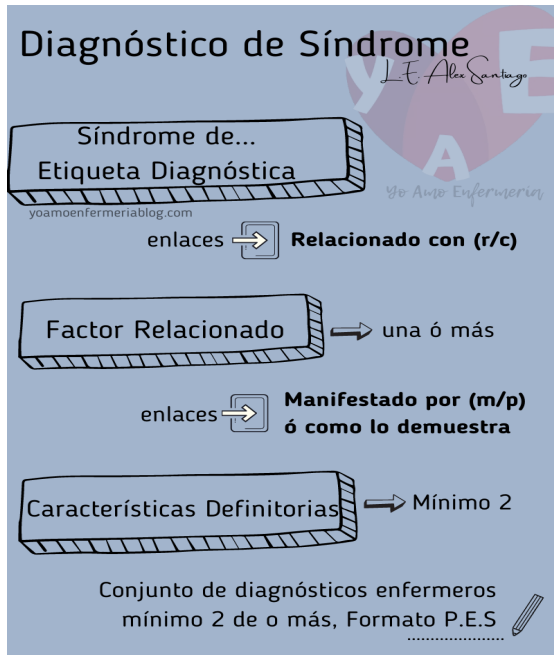 Diagnóstico de Síndrome
L.E. Alex Santiago
Y A E
Yo Amo Enfermería
Síndrome de...
Etiqueta Diagnóstica
yoamoenfermeriablog.com
enlaces
Relacionado con (r/c)
Factor Relacionado
una ó más
enlaces
Manifestado por (m/p)
ó como lo demuestra
Características Definitorias
Mínimo 2
Conjunto de diagnósticos enfermeros
mínimo 2 de o más, Formato P.E.S